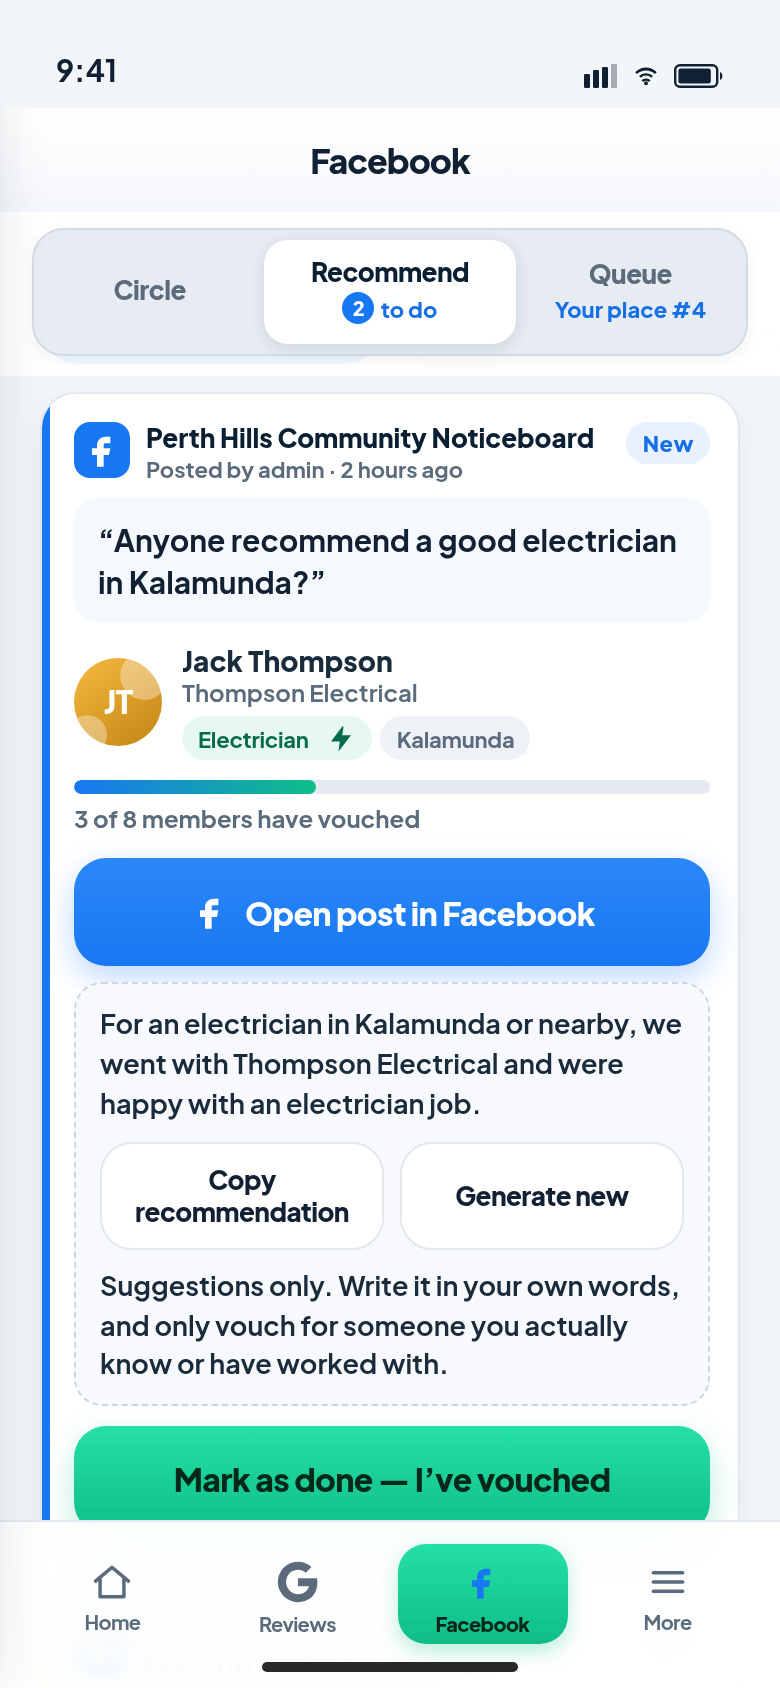 9:41
Facebook
Circle
Recommend
2 to do
Queue
Your place #4
Perth Hills Community Noticeboard
Posted by admin · 2 hours ago
New
“Anyone recommend a good electrician
in Kalamunda?”
JT
Jack Thompson
Thompson Electrical
Electrician
Kalamunda
3 of 8 members have vouched
Open post in Facebook
For an electrician in Kalamunda or nearby, we
went with Thompson Electrical and were
happy with an electrician job.
Copy
recommendation
Generate new
Suggestions only. Write it in your own words,
and only vouch for someone you actually
know or have worked with.
Mark as done — I’ve vouched
Home
Reviews
Facebook
More